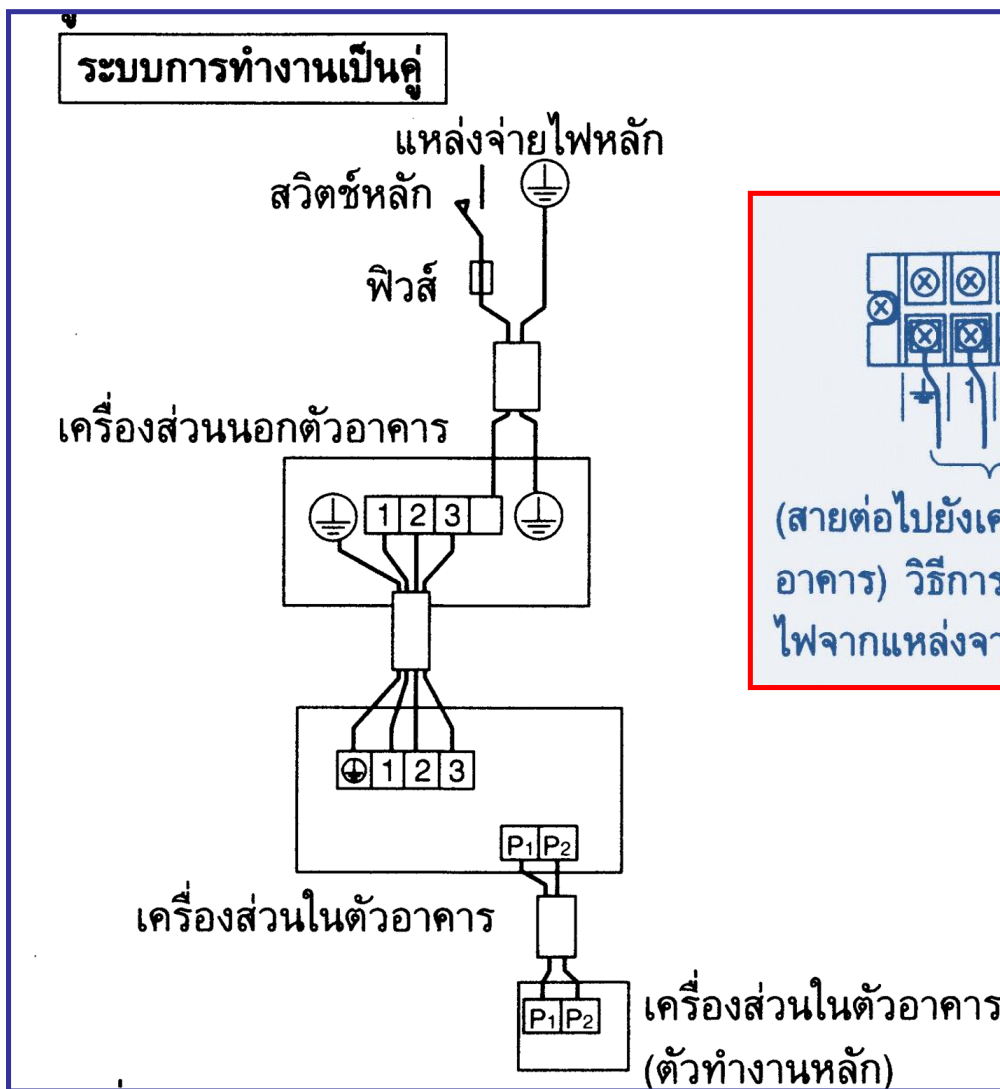 ระบบการทำงานเป็นคู่
แหล่งจ่ายไฟหลัก
สวิตช์หลัก
ฟิวส์
เครื่องส่วนนอกตัวอาคาร
1 2 3
1 2 3
P1 P2
เครื่องส่วนในตัวอาคาร
P1 P2
เครื่องส่วนในตัวอาคาร
(ตัวทำงานหลัก)
1
(สายต่อไปยังเค
อาคาร) วิธีการ
ไฟจากแหล่งจา